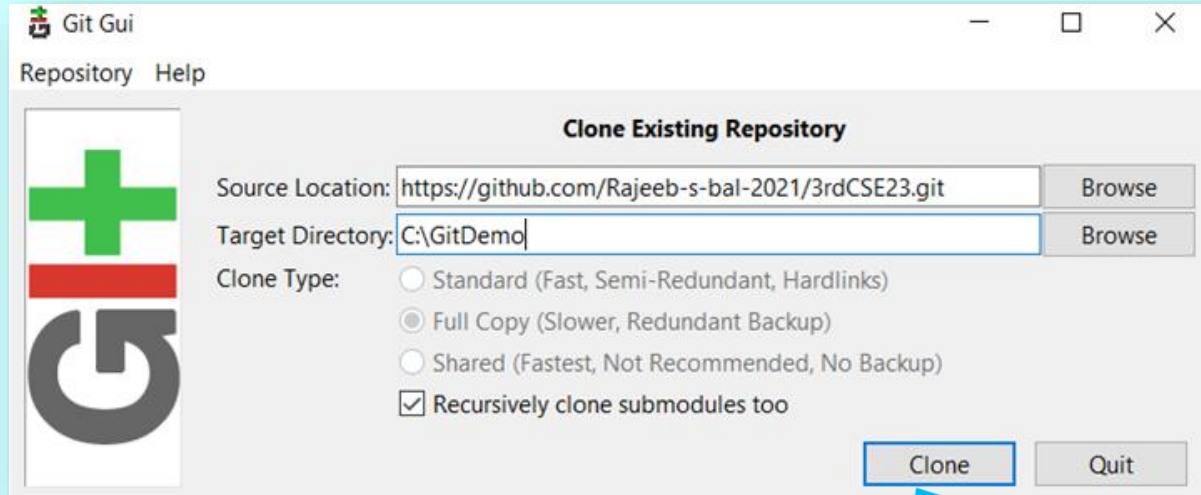 Git Gui
Repository Help
Clone Existing Repository
Source Location: https://github.com/Rajeeb-s-bal-2021/3rdCSE23.git Browse
Target Directory: C:\GitDemo Browse
Clone Type: Standard (Fast, Semi-Redundant, Hardlinks)
Full Copy (Slower, Redundant Backup)
Shared (Fastest, Not Recommended, No Backup)
Recursively clone submodules too
Clone Quit
Git